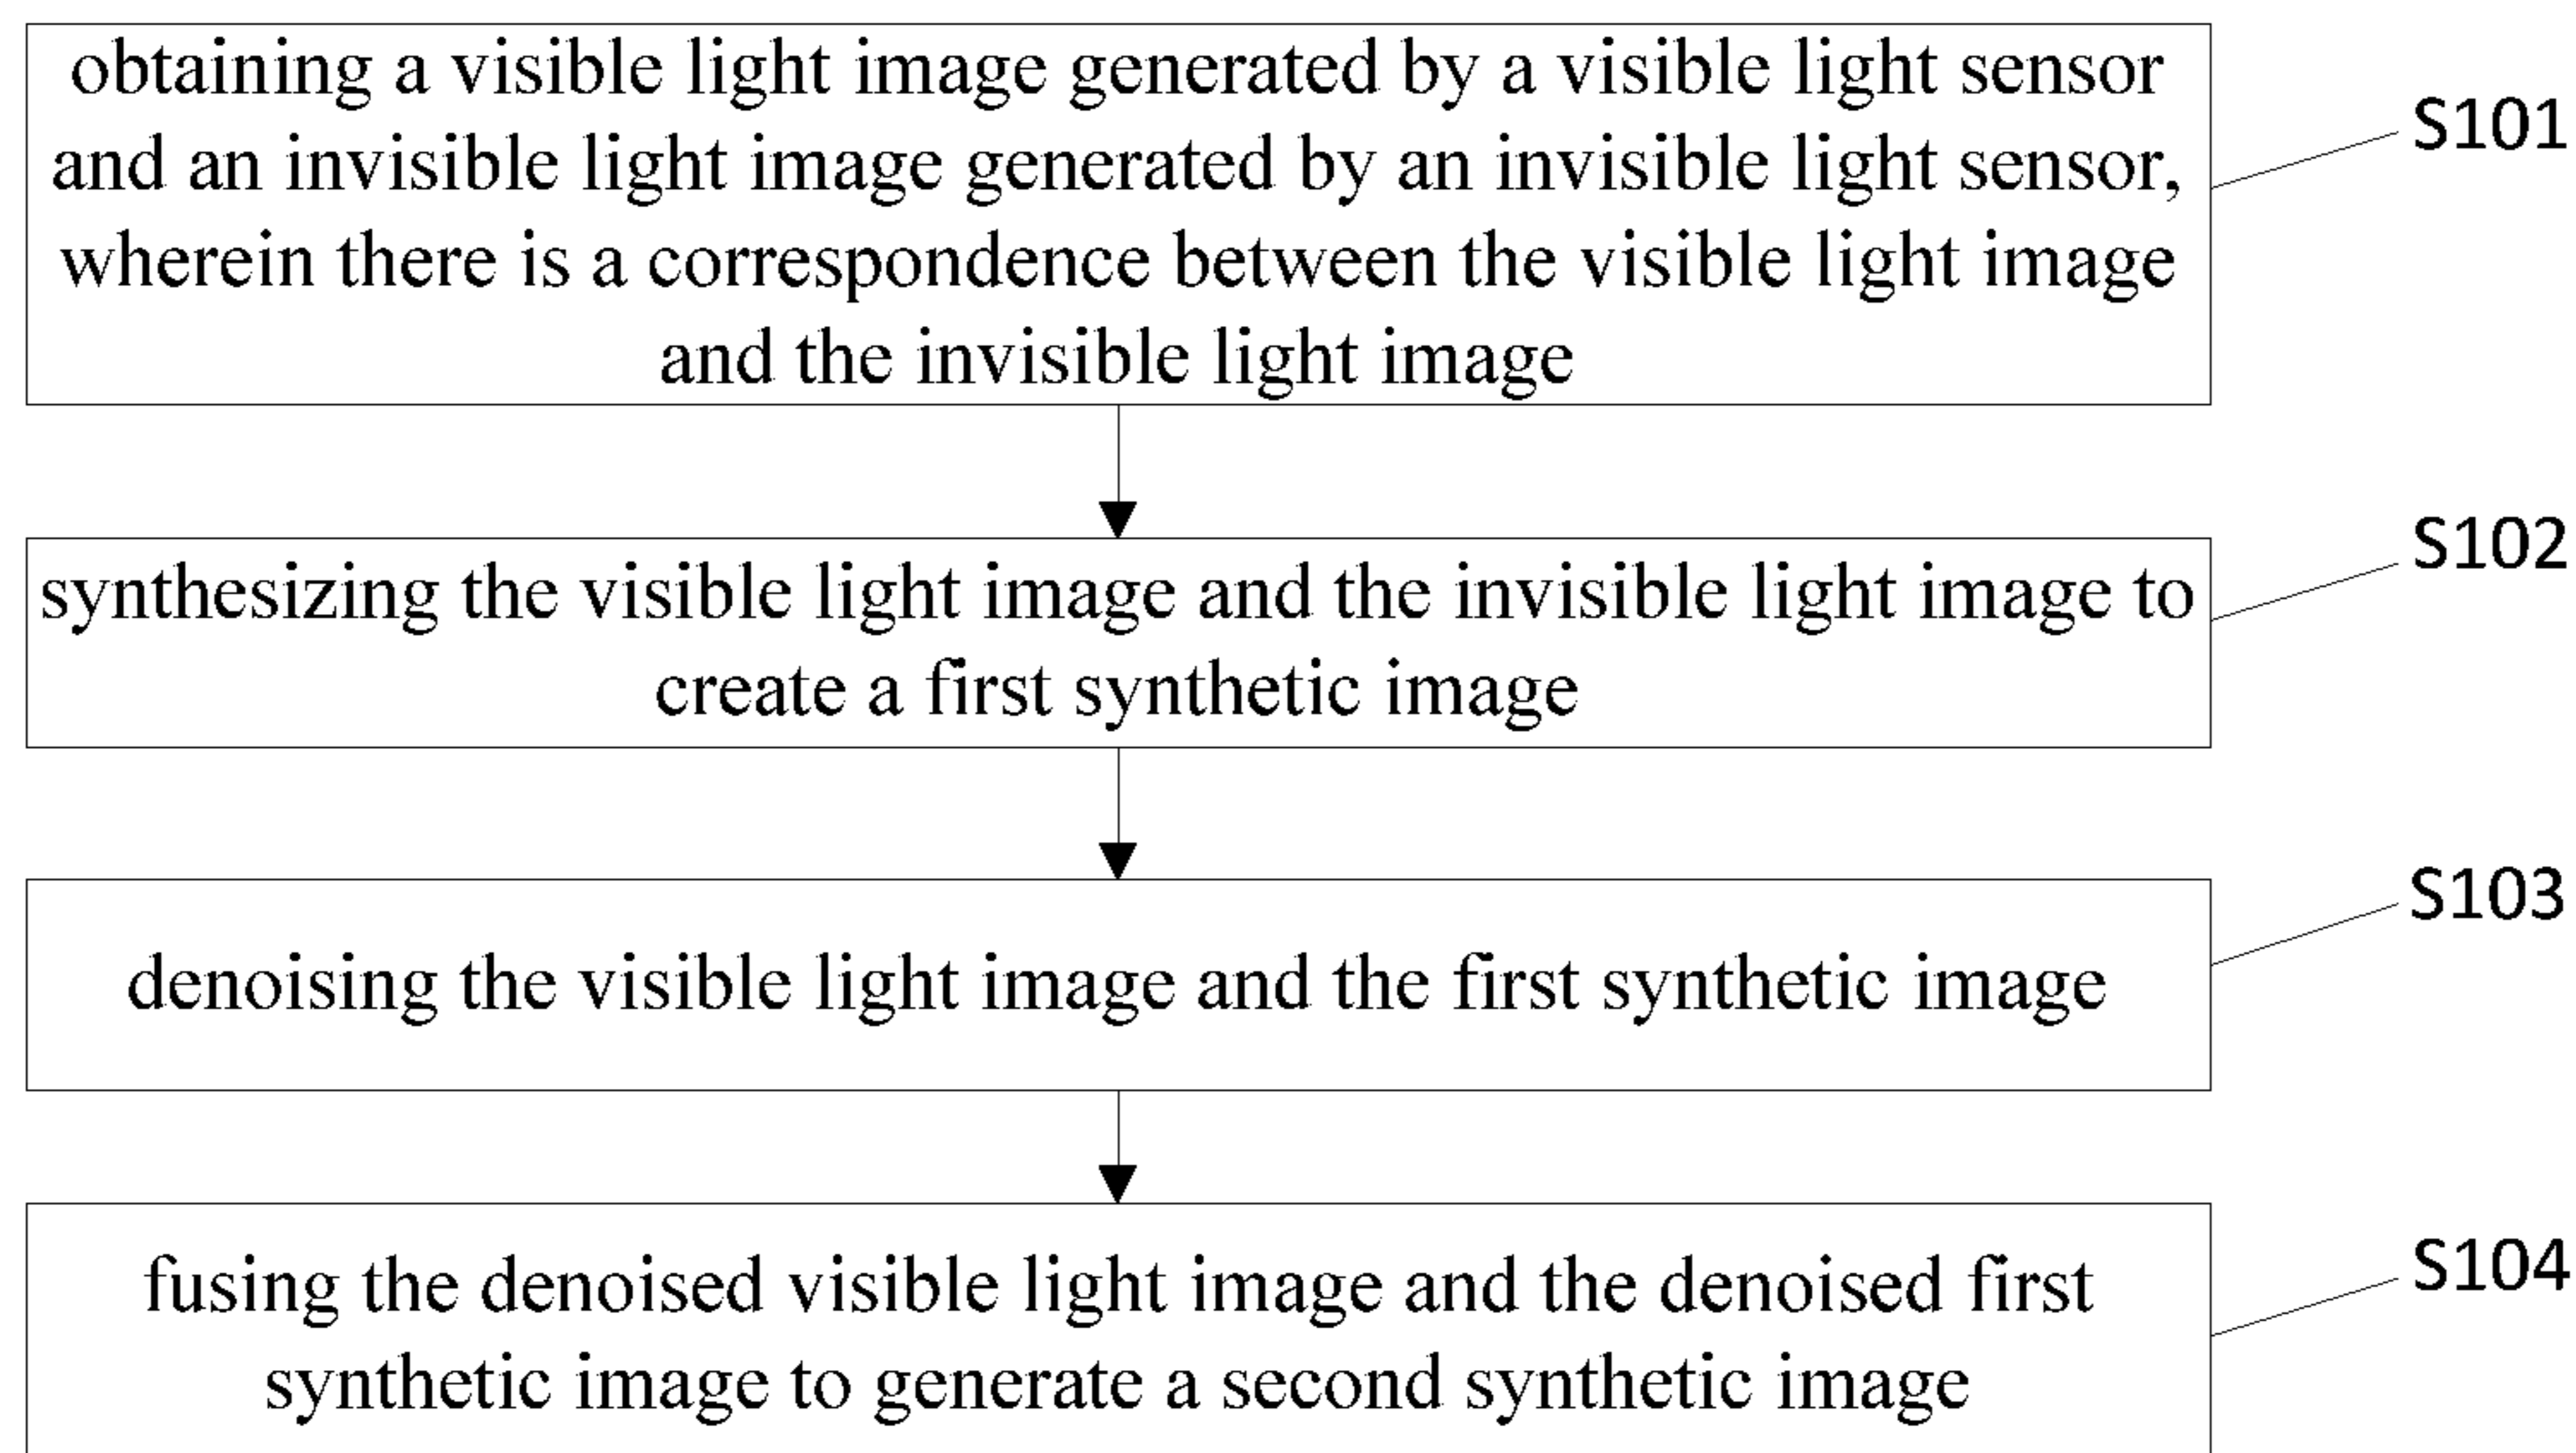 obtaining a visible light image generated by a visible light sensor
and an invisible light image generated by an invisible light sensor,
wherein there is a correspondence between the visible light image
and the invisible light image
S101
synthesizing the visible light image and the invisible light image to
create a first synthetic image
S102
denoising the visible light image and the first synthetic image
S103
fusing the denoised visible light image and the denoised first
synthetic image to generate a second synthetic image
S104